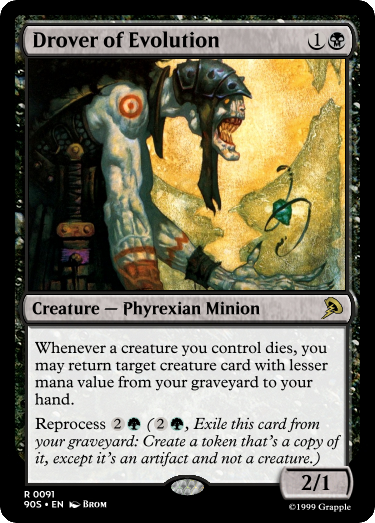 Drover of Evolution 1
Creature — Phyrexian Minion
Whenever a creature you control dies, you
may return target creature card with lesser
mana value from your graveyard to your
hand.
Reprocess 2 ( 2 , Exile this card from
your graveyard: Create a token that's a copy of
it, except it's an artifact and not a creature.)
2/1
R 0091
90S • EN BROM
©1999 Grapple